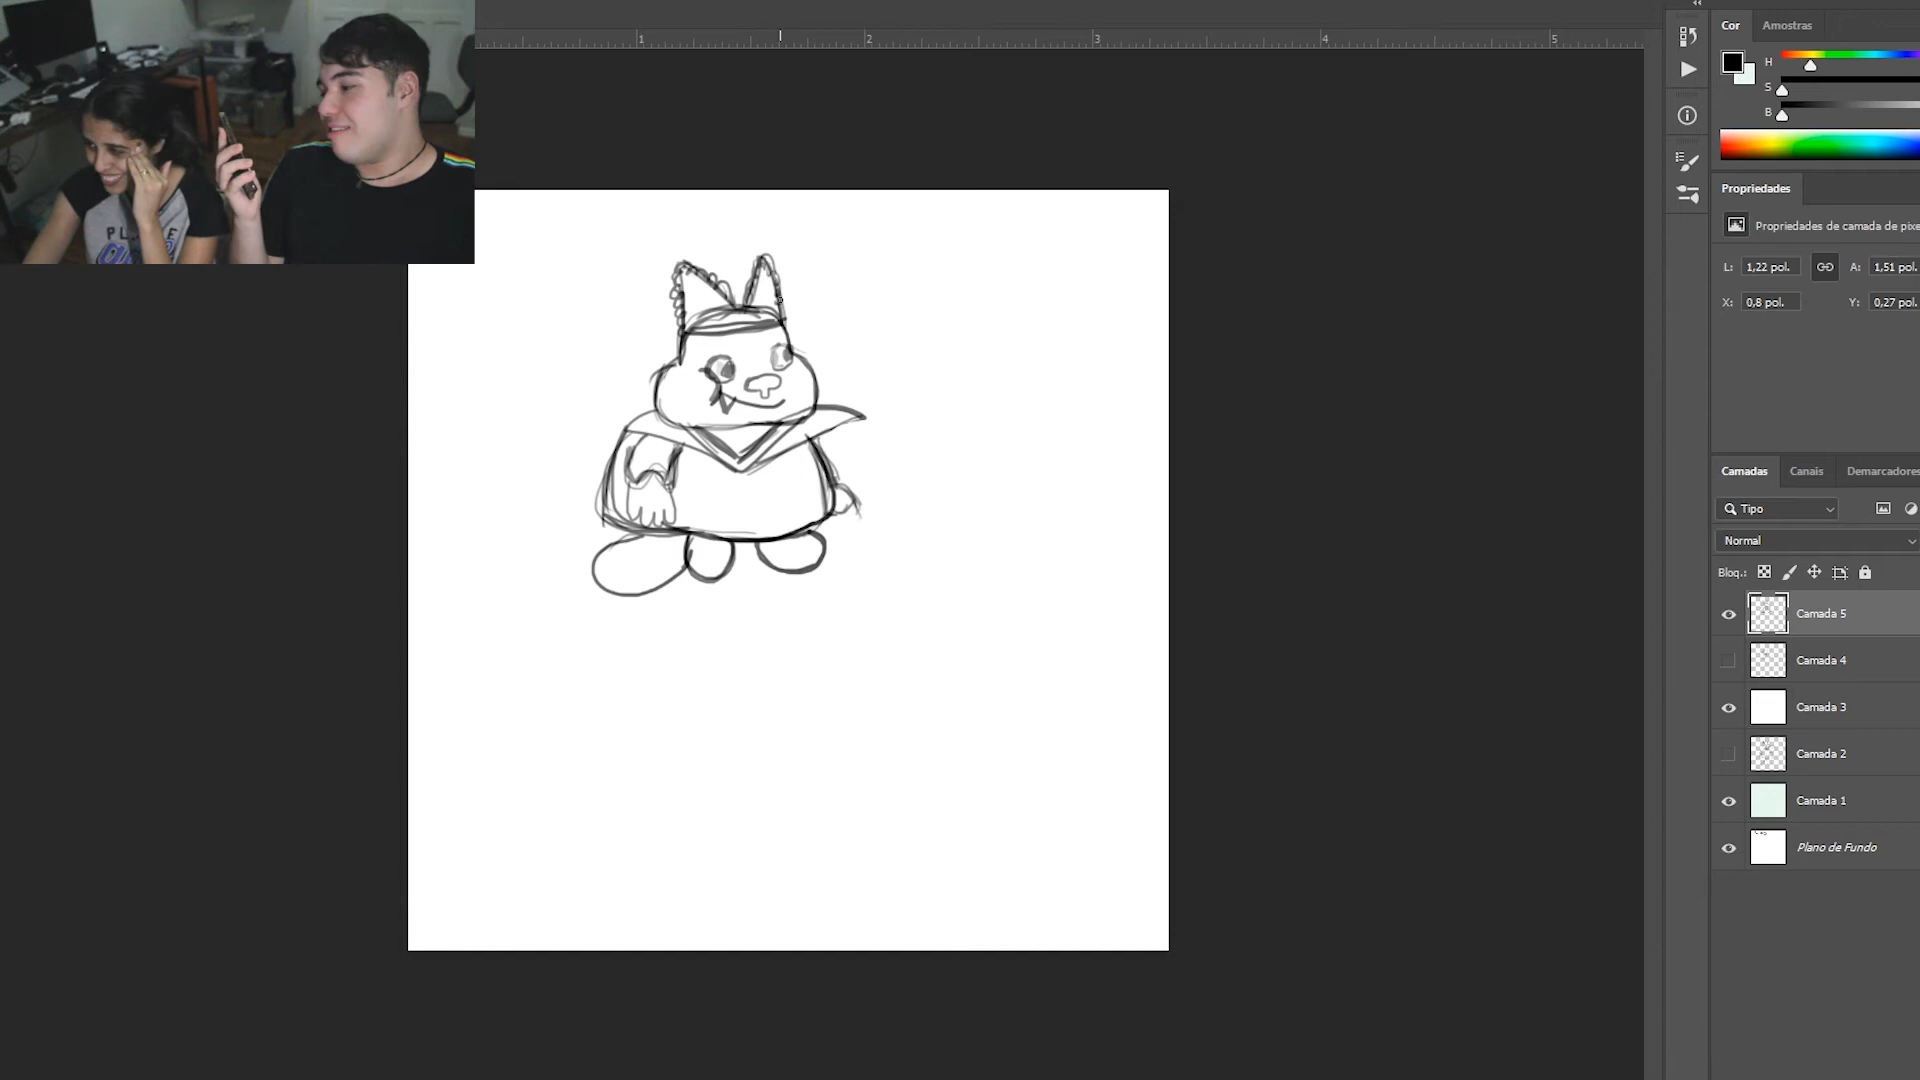 Cor Amostras
1 2 3 4 5
H
S
B
Propriedades
Propriedades de camada de pixe
L: 1,22 pol. A: 1,51 pol.
X: 0,8 pol. Y: 0,27 pol.
Camadas Canais Demarcadores
Tipo
Normal
Bloq.:
Camada 5
Camada 4
Camada 3
Camada 2
Camada 1
Plano de Fundo